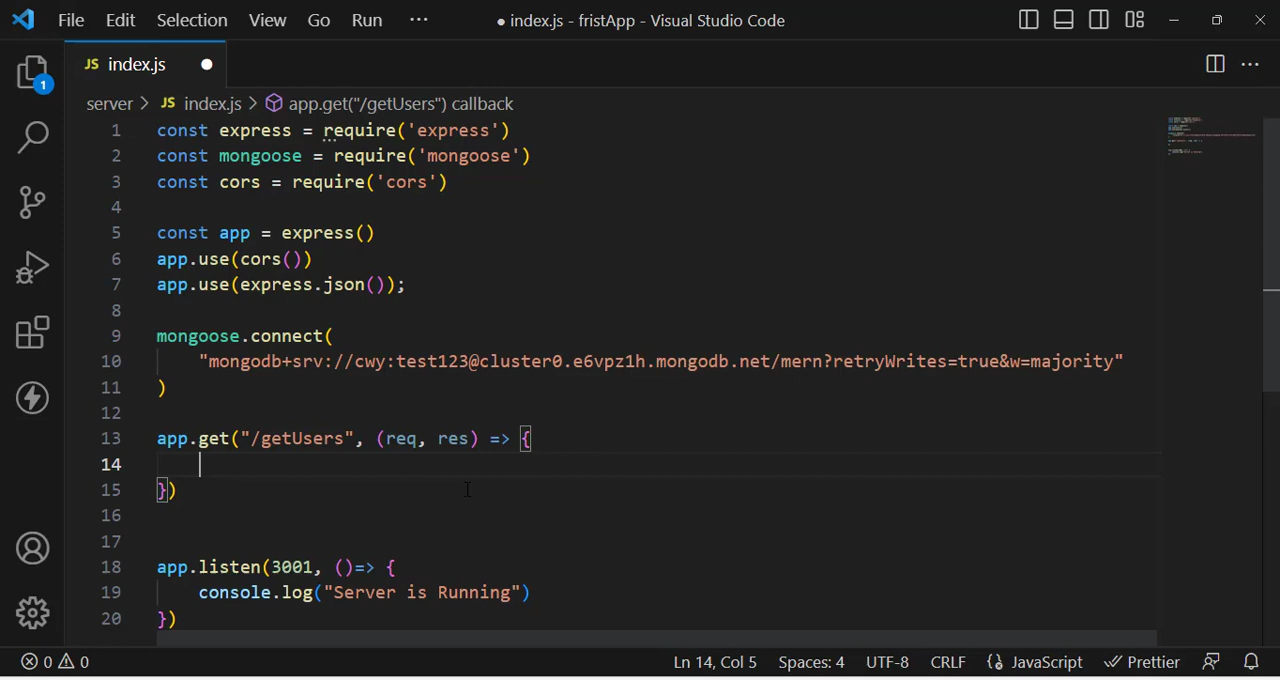 File Edit Selection View Go Run ··· ● index.js - fristApp - Visual Studio Code
JS index.js ●
1
server > JS index.js > app.get("/getUsers") callback
1 const express = require('express')
2 const mongoose = require('mongoose')
3 const cors = require('cors')
4
5 const app = express()
6 app.use(cors())
7 app.use(express.json());
8
9 mongoose.connect(
10 "mongodb+srv://cwy:test123@cluster0.e6vpz1h.mongodb.net/mern?retryWrites=true&w=majority"
11 )
12
13 app.get("/getUsers", (req, res) => {
14
15 })
16
17
18 app.listen(3001, ()=> {
19 console.log("Server is Running")
20 })
0 0 Ln 14, Col 5 Spaces: 4 UTF-8 CRLF {} JavaScript Prettier